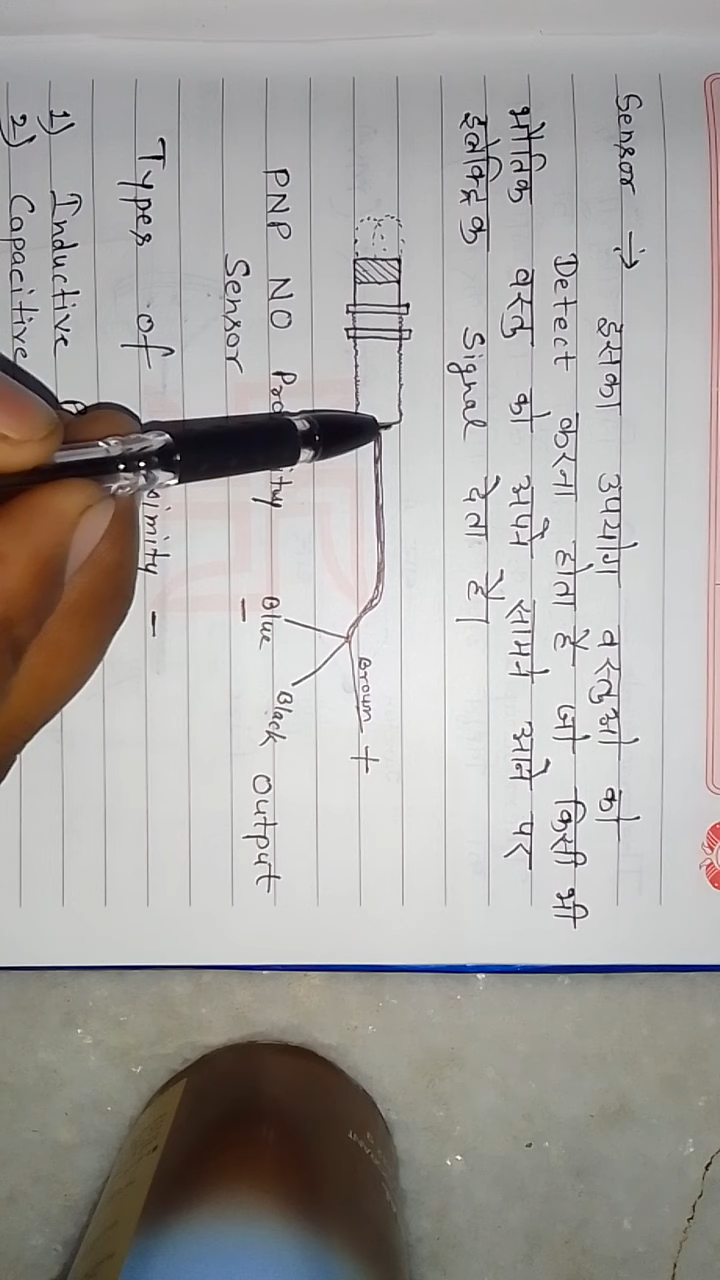 Sensor → इसका उपयोग वस्तुओ को
Detect करना होता है जो किसी भी
भौतिक वस्तु को अपने सामने आने पर
इलेक्ट्रिक Signal देता है।
Brown +
Blue −
Black Output
PNP NO
Sensor
Types of
1) Inductive
2) Capacitive